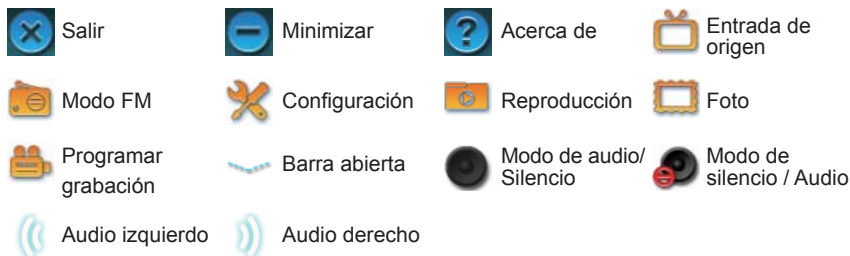 Salir
Minimizar
Acerca de
Entrada de
origen
Modo FM
Configuración
Reproducción
Foto
Programar
grabación
Barra abierta
Modo de audio/
Silencio
Modo de
silencio / Audio
Audio izquierdo
Audio derecho